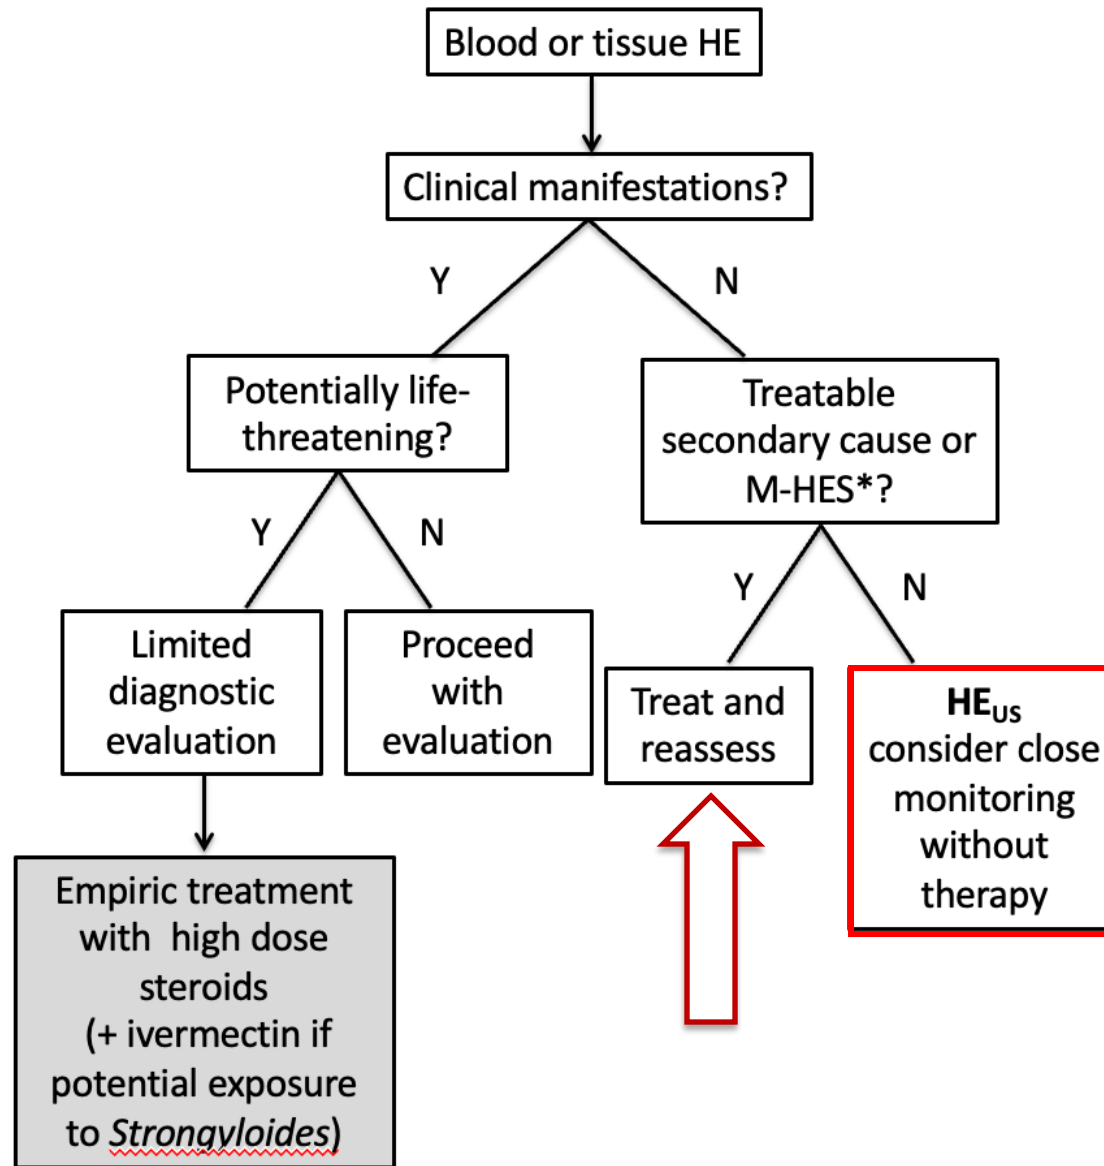 Blood or tissue HE
Clinical manifestations?
Y
N
Potentially life-
threatening?
Treatable
secondary cause or
M-HES*?
Y
N
Y
N
Limited
diagnostic
evaluation
Proceed
with
evaluation
Treat and
reassess
HE_US
consider close
monitoring
without
therapy
Empiric treatment
with high dose
steroids
(+ ivermectin if
potential exposure
to Strongyloides)